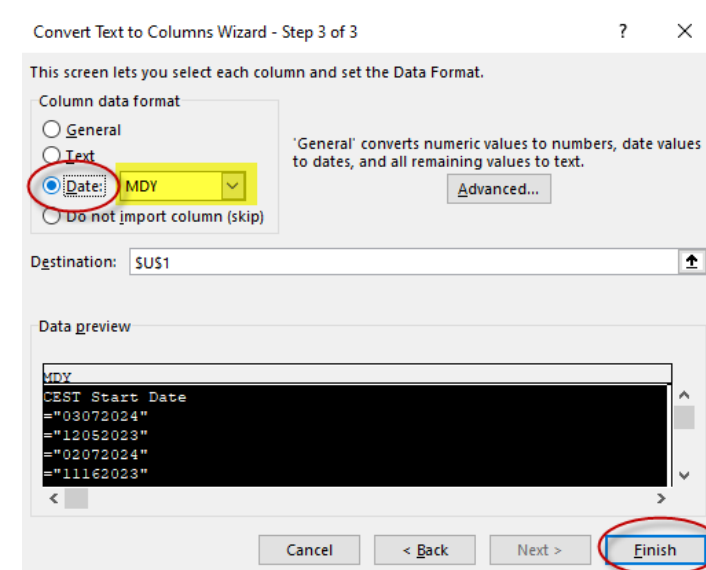 Convert Text to Columns Wizard - Step 3 of 3 ?
This screen lets you select each column and set the Data Format.
Column data format
General
Text
Date: MDY
Do not import column (skip)
'General' converts numeric values to numbers, date values
to dates, and all remaining values to text.
Advanced...
Destination: $U$1
Data preview
MDY
CEST Start Date
="03072024"
="12052023"
="02072024"
="11162023"
Cancel < Back Next > Finish